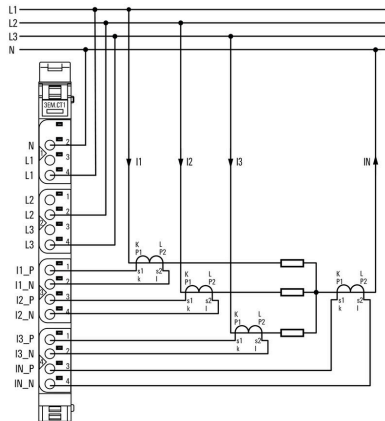 L1
L2
L3
N
3EM.CT1
N 2
L1 3
L1 4
I1 I2 I3 IN
L2 1
L2 2
L3 3
L3 4
I1_P 1
I1_N 2
I2_P 3
I2_N 4
I3_P 1
I3_N 2
IN_P 3
IN_N 4
K L
P1 P2
s1 s2
k l
K L
P1 P2
s1 s2
k l
K L
P1 P2
s1 s2
k l
K L
P1 P2
s1 s2
k l